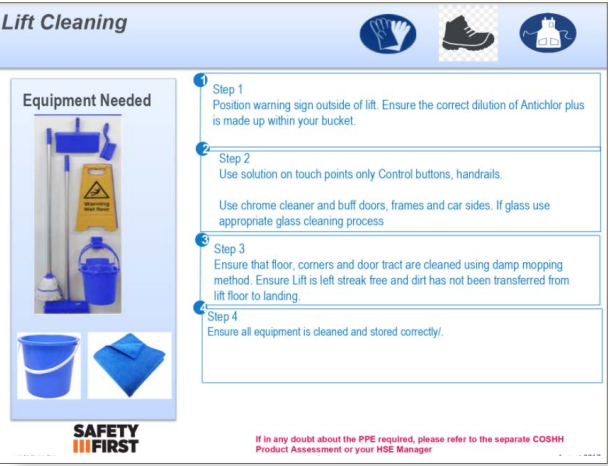 Lift Cleaning
Equipment Needed
Warning
Wet floor
1
Step 1
Position warning sign outside of lift. Ensure the correct dilution of Antichlor plus
is made up within your bucket.
2
Step 2
Use solution on touch points only Control buttons, handrails.
Use chrome cleaner and buff doors, frames and car sides. If glass use
appropriate glass cleaning process
3
Step 3
Ensure that floor, corners and door tract are cleaned using damp mopping
method. Ensure Lift is left streak free and dirt has not been transferred from
lift floor to landing.
4
Step 4
Ensure all equipment is cleaned and stored correctly/.
SAFETY
FIRST
If in any doubt about the PPE required, please refer to the separate COSHH
Product Assessment or your HSE Manager